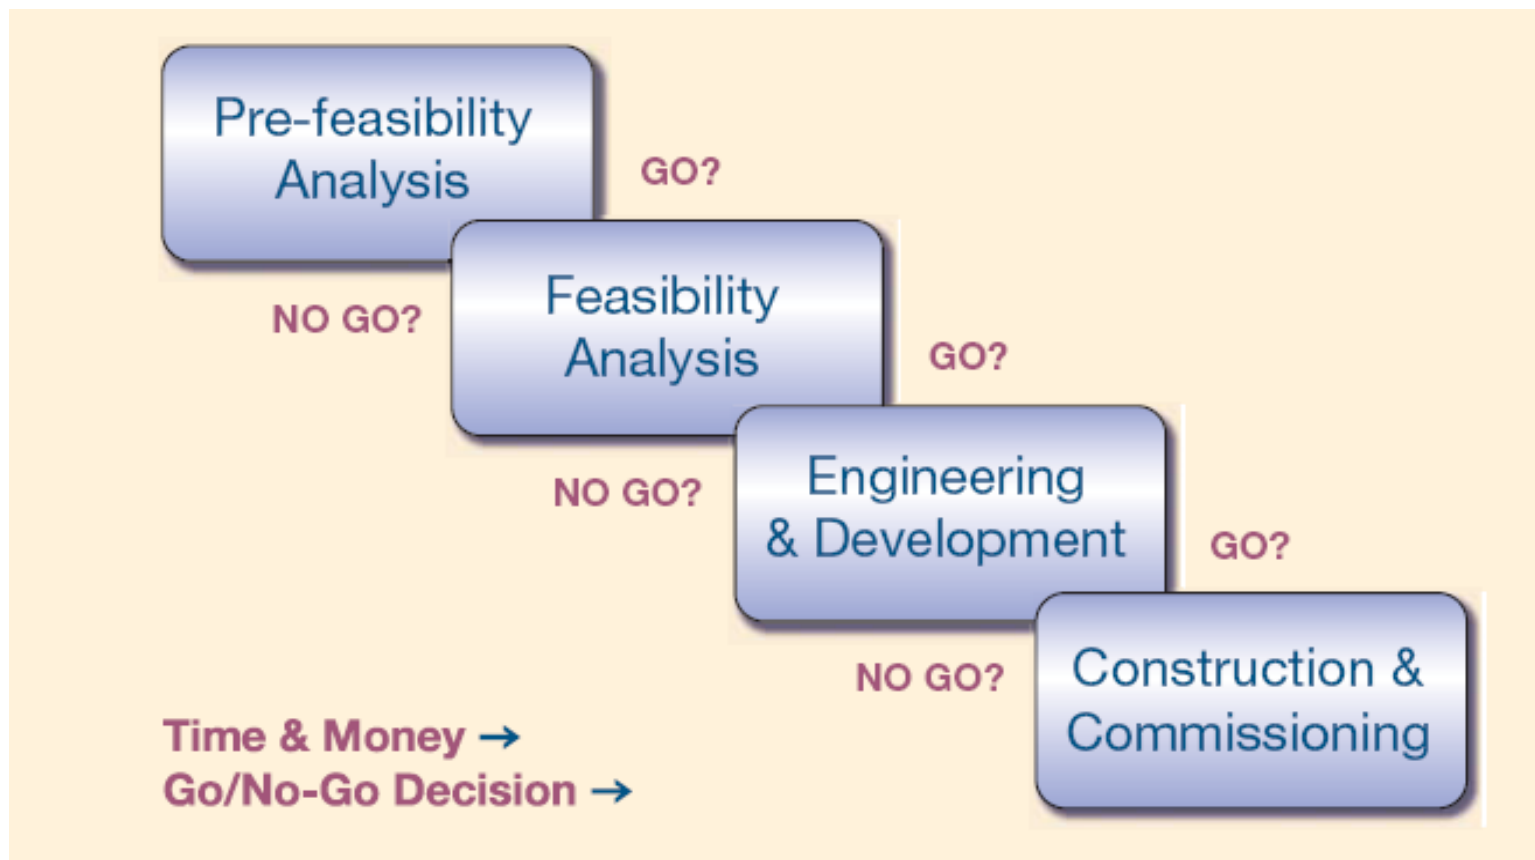 Pre-feasibility
Analysis
GO?
NO GO?
Feasibility
Analysis
GO?
NO GO?
Engineering
& Development
GO?
NO GO?
Construction &
Commissioning
Time & Money →
Go/No-Go Decision →